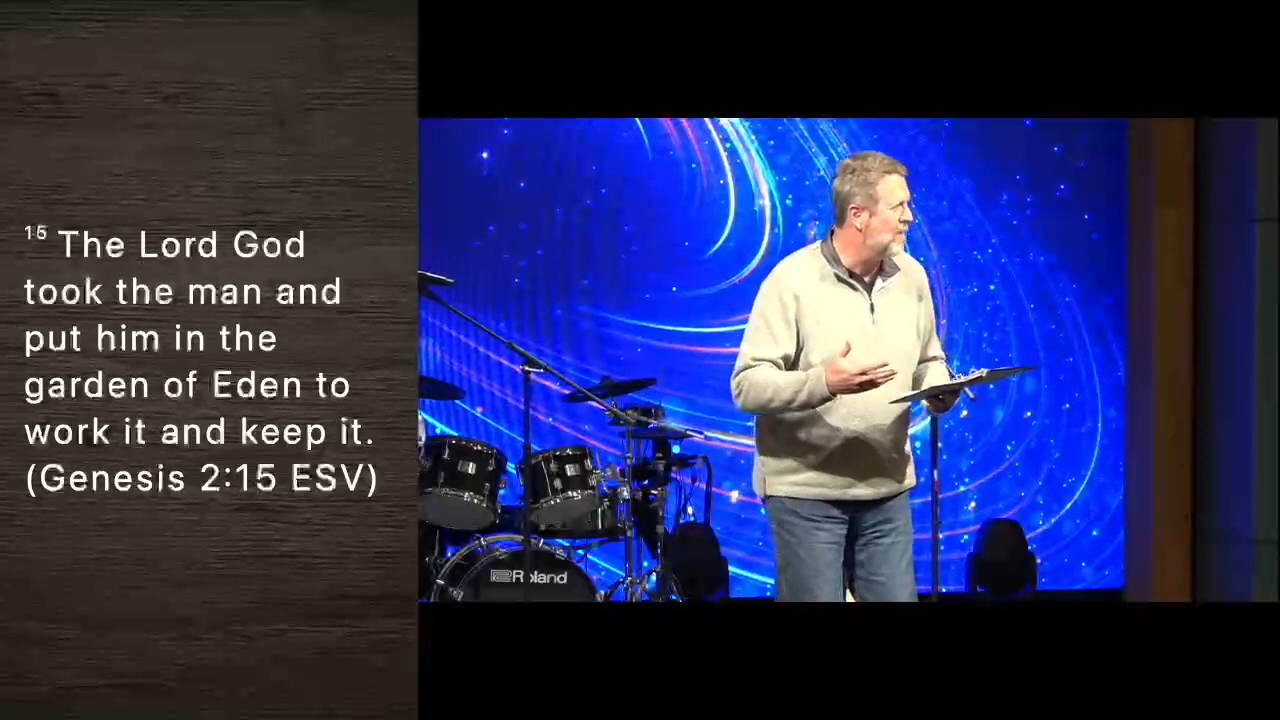 15 The Lord God
took the man and
put him in the
garden of Eden to
work it and keep it.
(Genesis 2:15 ESV)
Roland